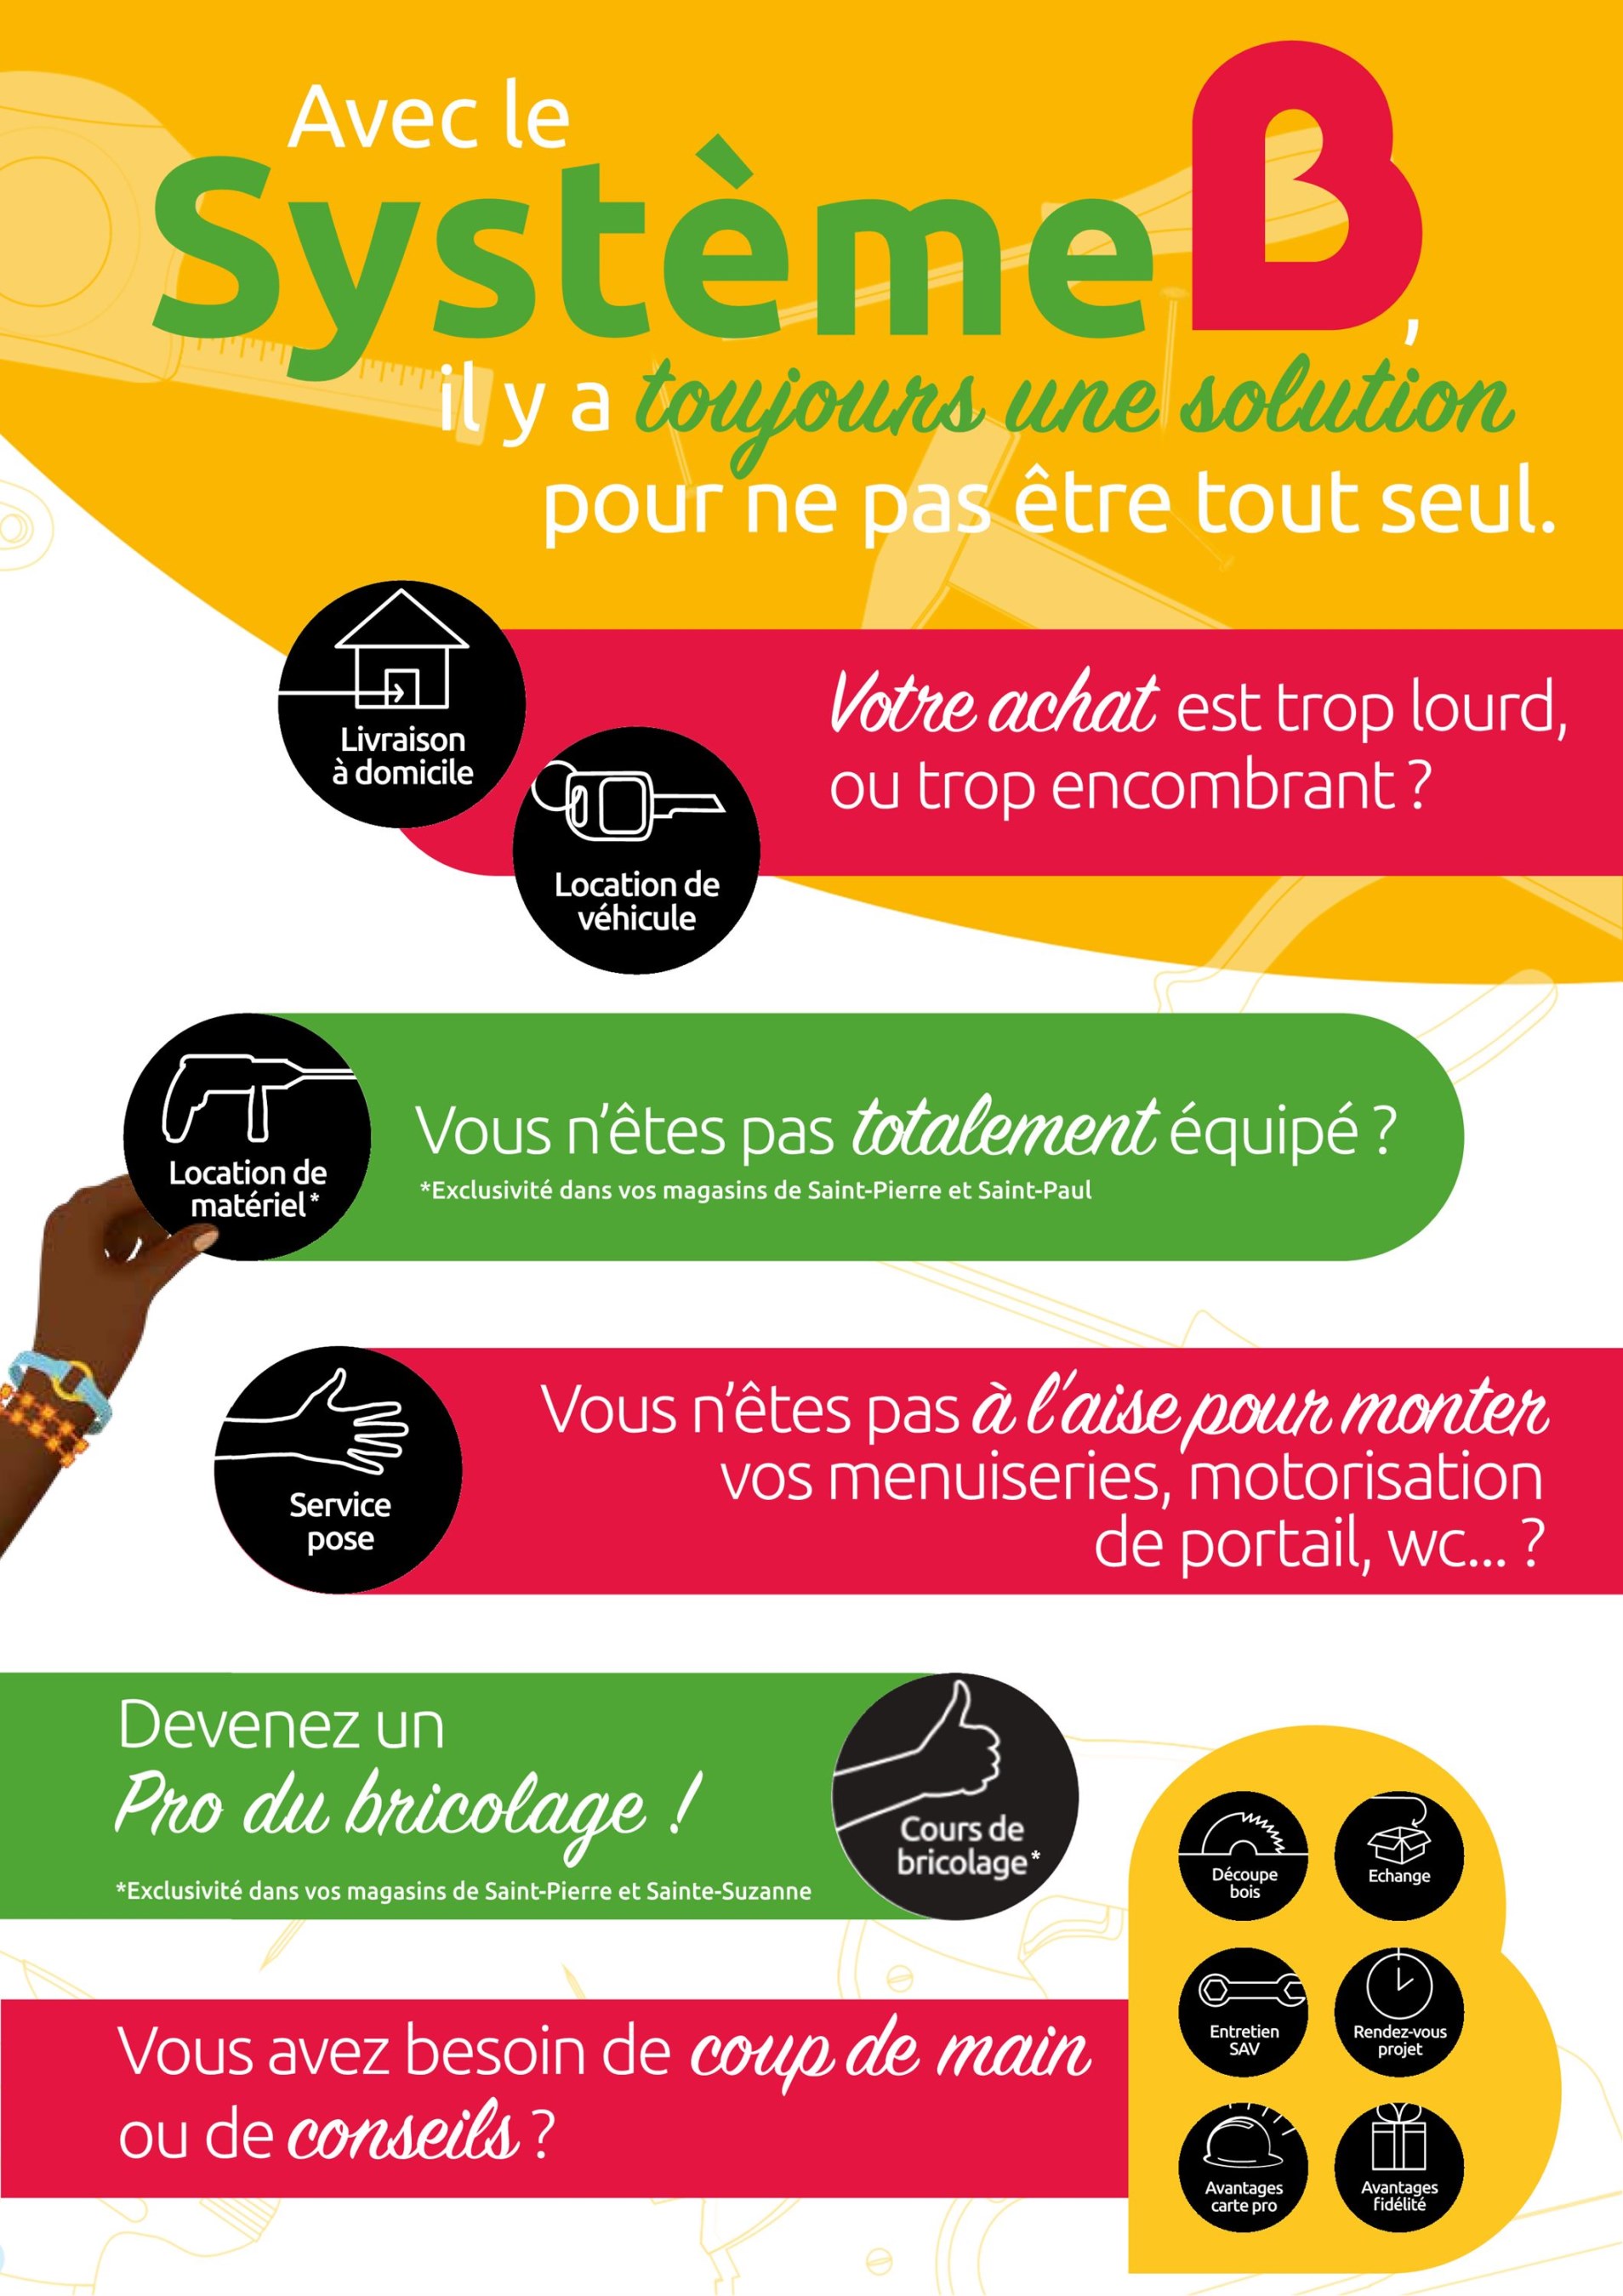 Avec le
Système B,
il y a toujours une solution
pour ne pas être tout seul.
Livraison
à domicile
Location de
véhicule
Votre achat est trop lourd,
ou trop encombrant ?
Location de
matériel*
Vous n'êtes pas totalement équipé ?
*Exclusivité dans vos magasins de Saint-Pierre et Saint-Paul
Service
pose
Vous n'êtes pas à l'aise pour monter
vos menuiseries, motorisation
de portail, wc... ?
Devenez un
Pro du bricolage !
*Exclusivité dans vos magasins de Saint-Pierre et Sainte-Suzanne
Cours de
bricolage*
Vous avez besoin de coup de main
ou de conseils ?
Découpe
bois
Echange
Entretien
SAV
Rendez-vous
projet
Avantages
carte pro
Avantages
fidélité